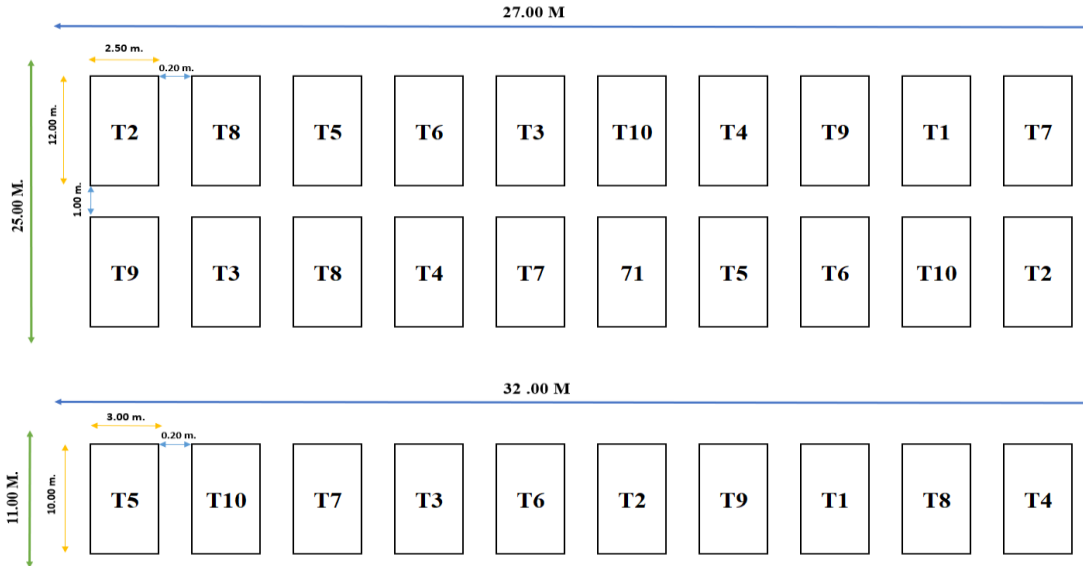 27.00 M
2.50 m.
0.20 m.
12.00 m.
T2 T8 T5 T6 T3 T10 T4 T9 T1 T7
25.00 M.
1.00 m.
T9 T3 T8 T4 T7 71 T5 T6 T10 T2
32 .00 M
3.00 m.
0.20 m.
11.00 M.
10.00 m.
T5 T10 T7 T3 T6 T2 T9 T1 T8 T4